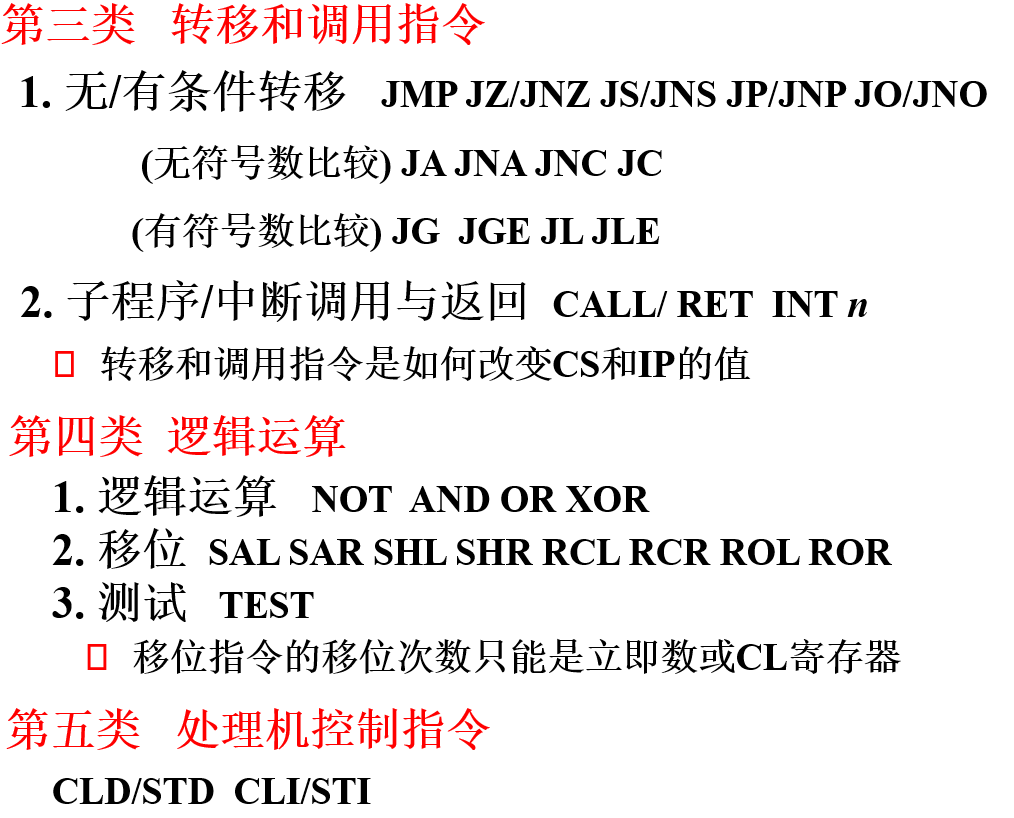 第三类 转移和调用指令
1. 无/有条件转移 JMP JZ/JNZ JS/JNS JP/JNP JO/JNO
(无符号数比较) JA JNA JNC JC
(有符号数比较) JG JGE JL JLE
2. 子程序/中断调用与返回 CALL/ RET INT n
转移和调用指令是如何改变CS和IP的值
第四类 逻辑运算
1. 逻辑运算 NOT AND OR XOR
2. 移位 SAL SAR SHL SHR RCL RCR ROL ROR
3. 测试 TEST
移位指令的移位次数只能是立即数或CL寄存器
第五类 处理机控制指令
CLD/STD CLI/STI